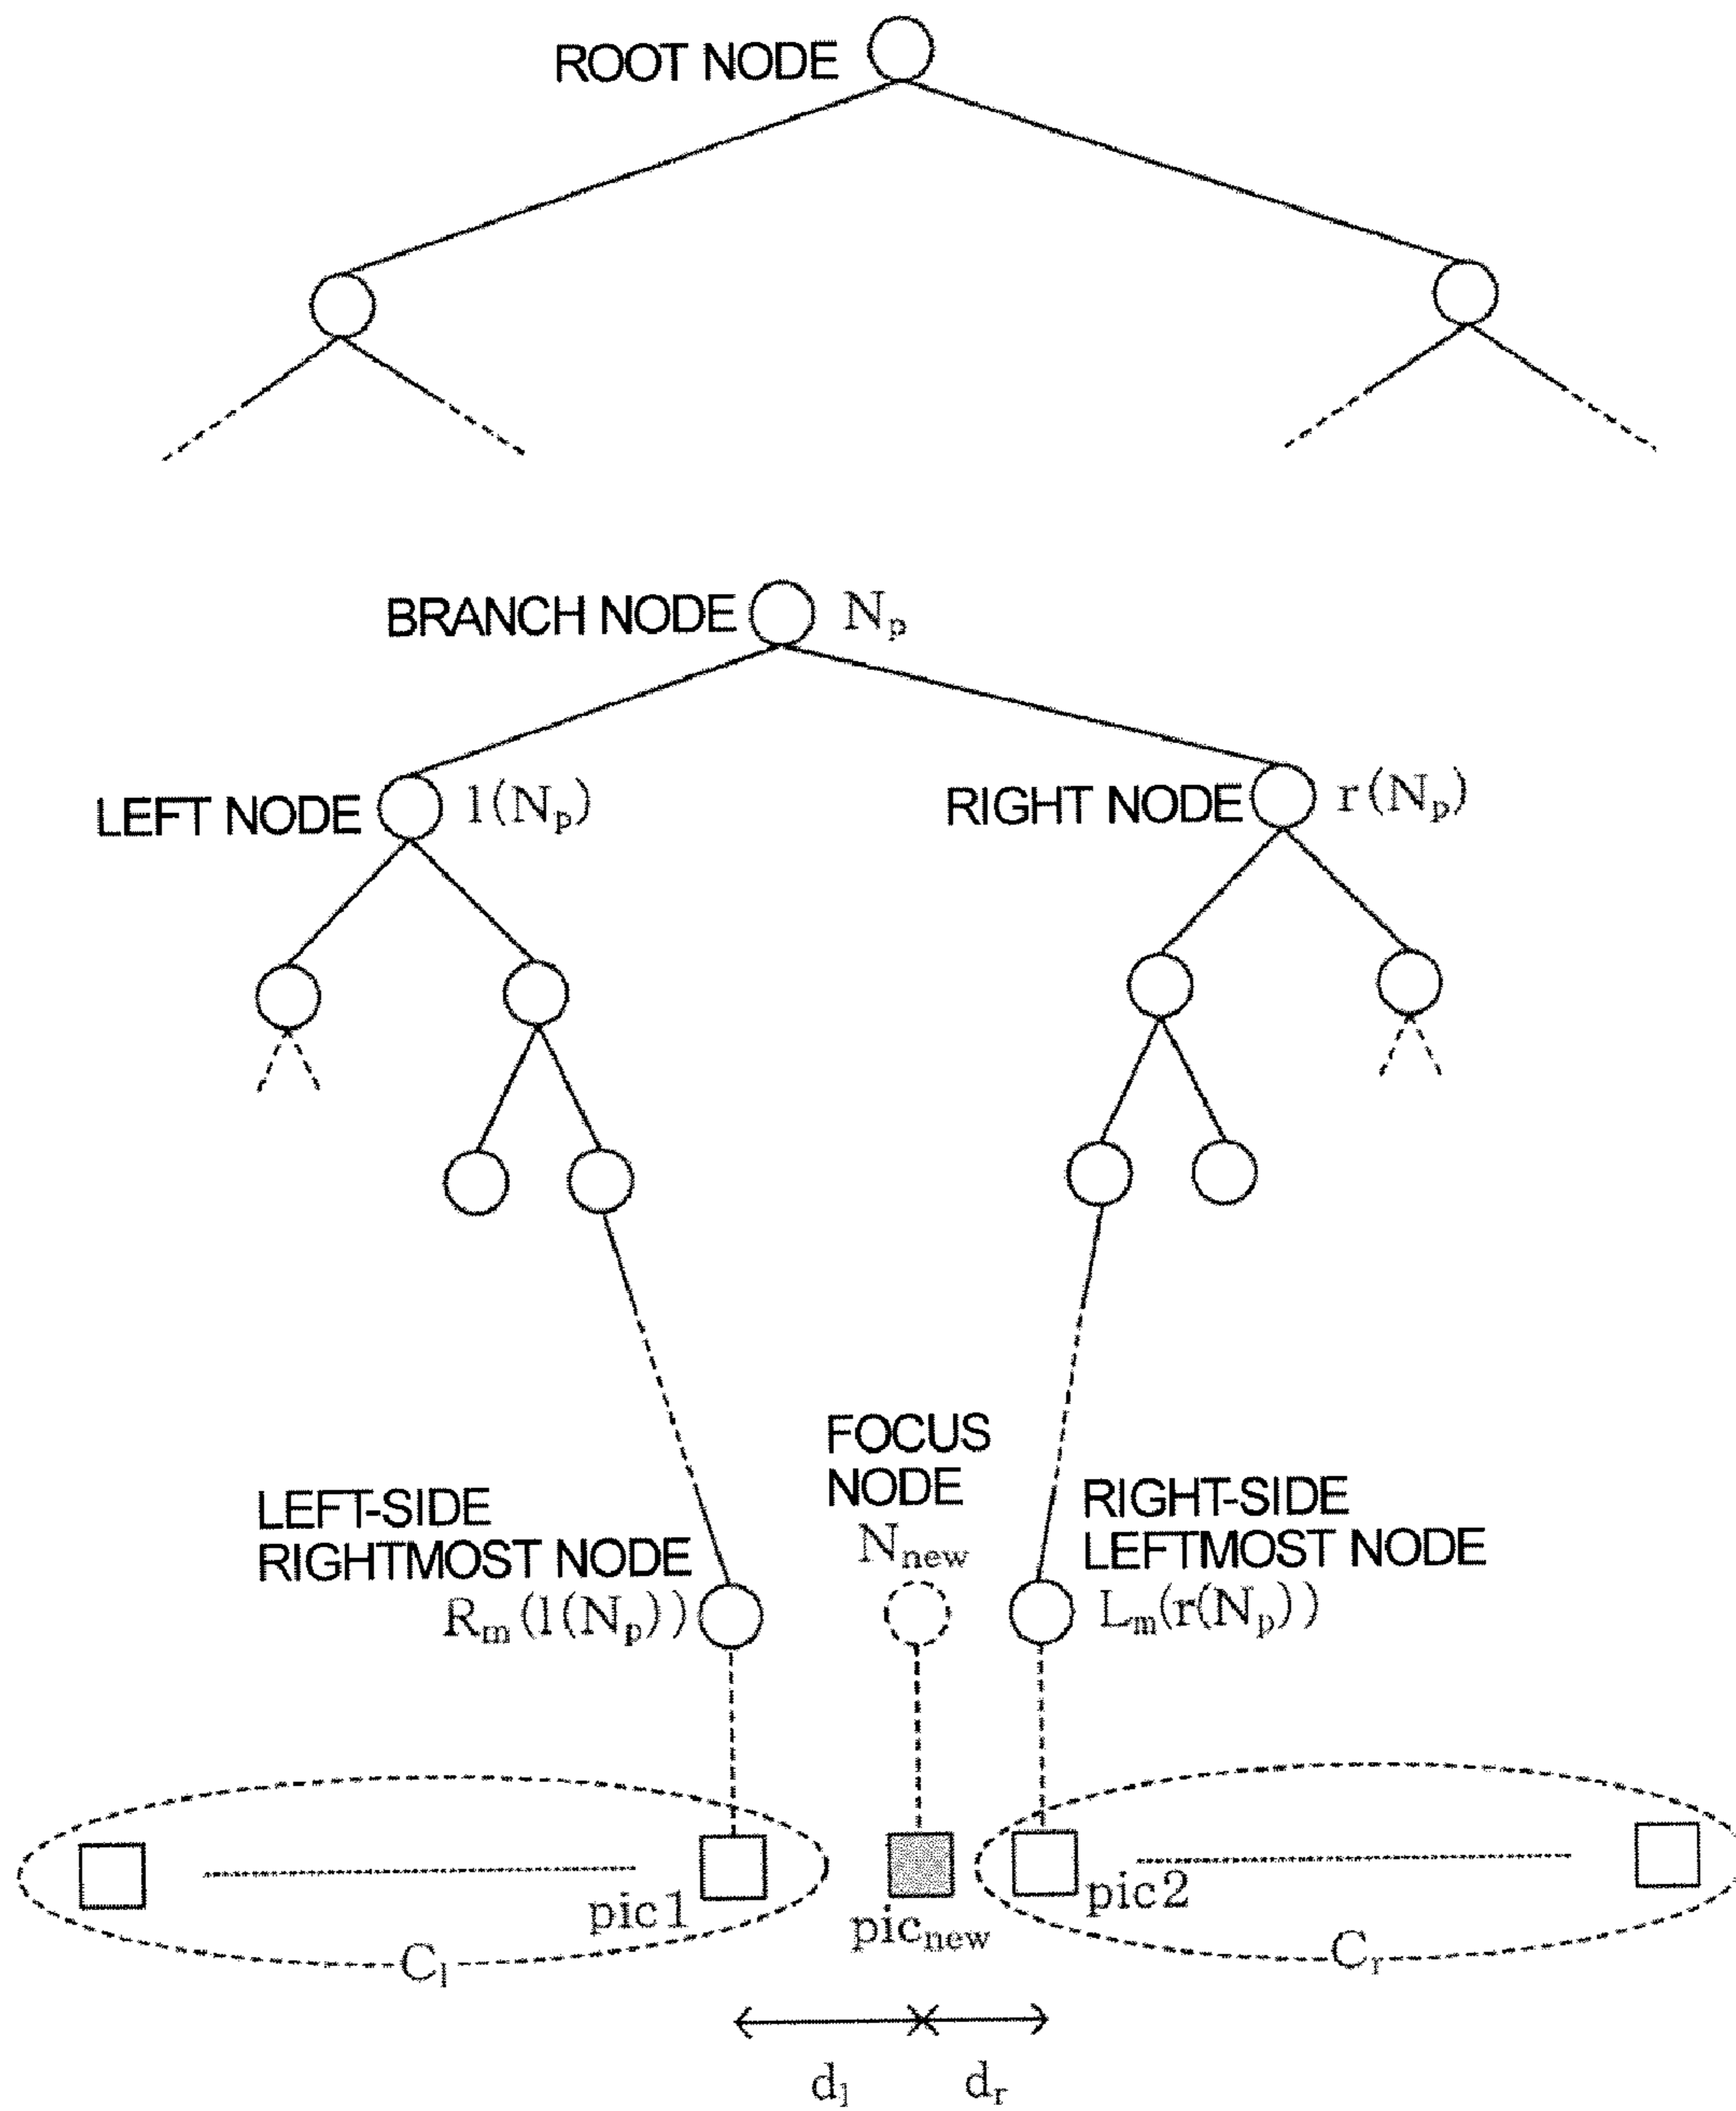 ROOT NODE
BRANCH NODE Np
LEFT NODE l(Np)
RIGHT NODE r(Np)
FOCUS
NODE
Nnew
LEFT-SIDE
RIGHTMOST NODE
Rm(l(Np))
RIGHT-SIDE
LEFTMOST NODE
Lm(r(Np))
pic1
picnew
pic2
Cl
Cr
dl
dr